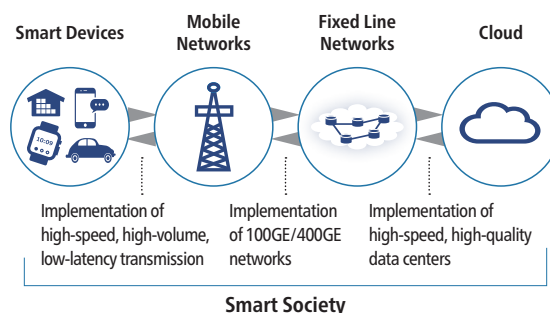 Smart Devices
Mobile
Networks
Fixed Line
Networks
Cloud
10:09
Implementation of
high-speed, high-volume,
low-latency transmission
Implementation
of 100GE/400GE
networks
Implementation of
high-speed, high-quality
data centers
Smart Society